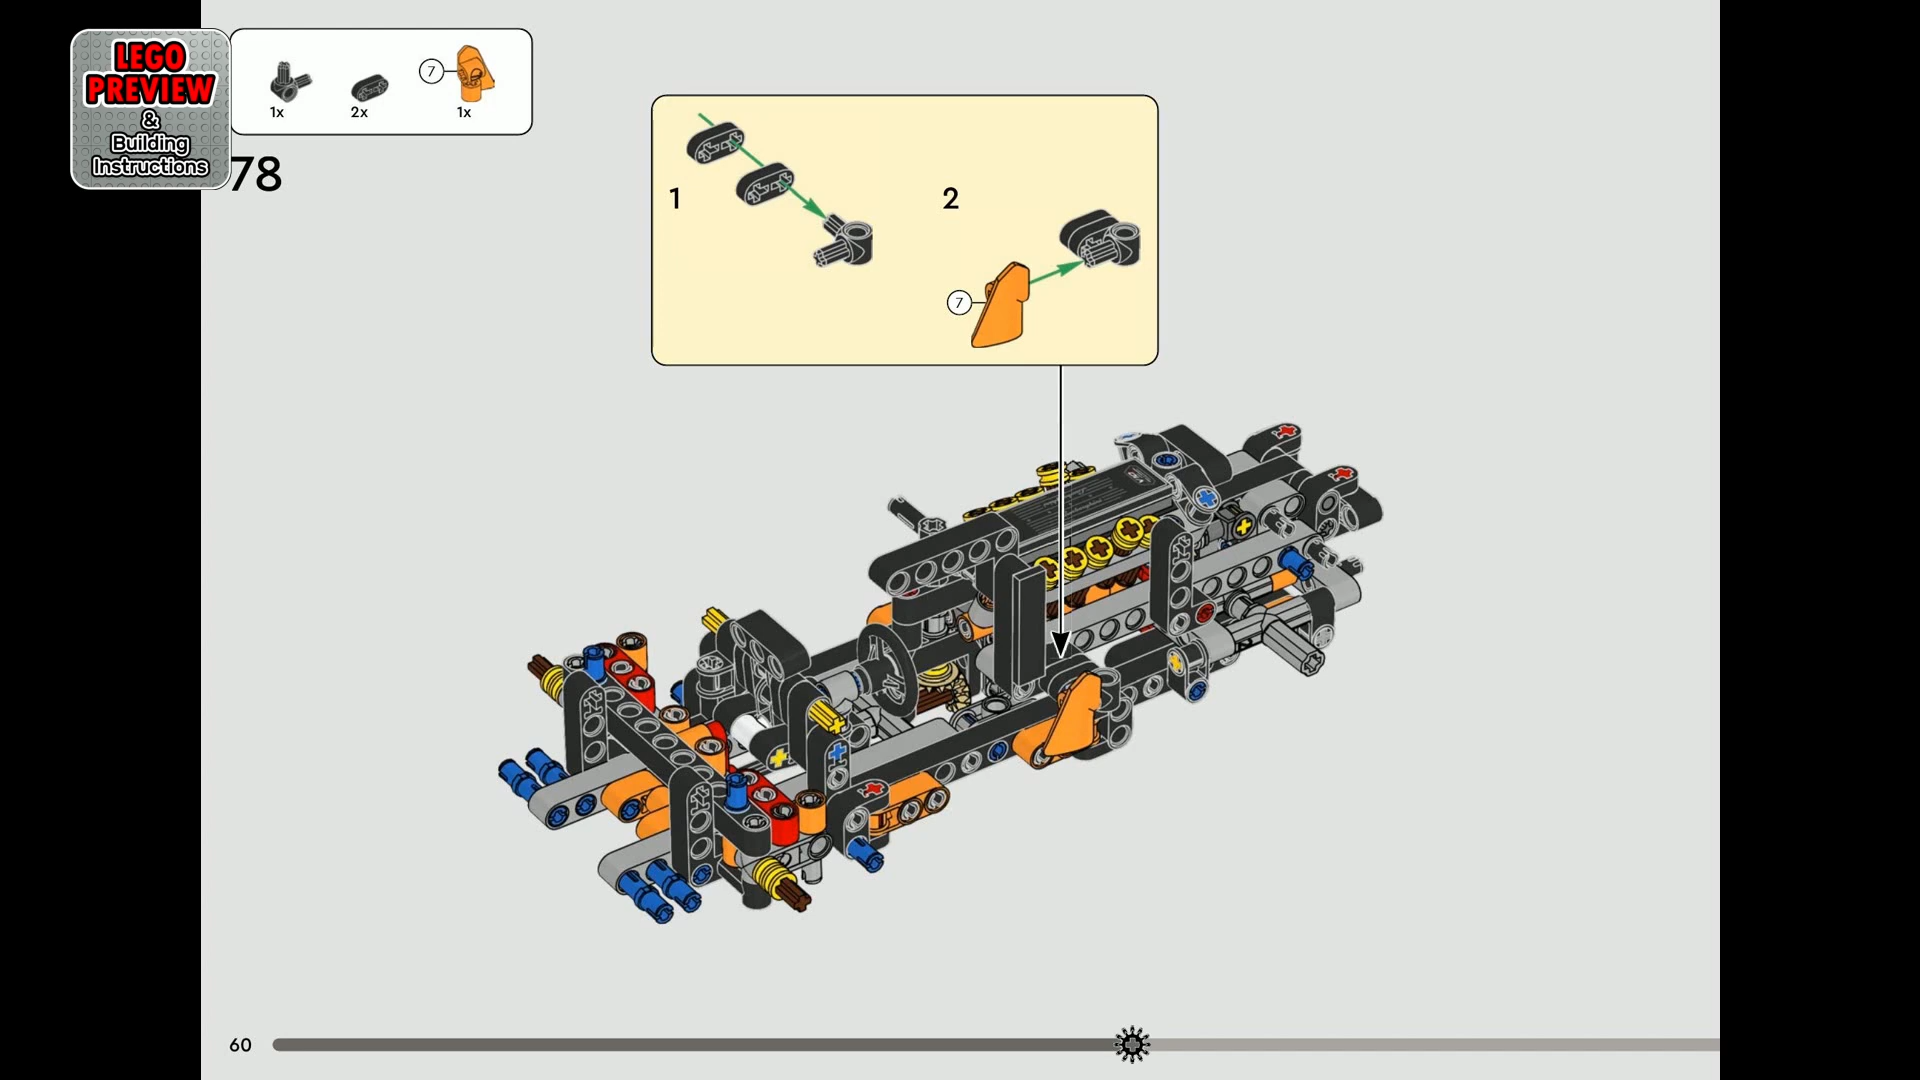 LEGO
PREVIEW
&
Building
Instructions
7
1x
2x
1x
78
1
2
7
60